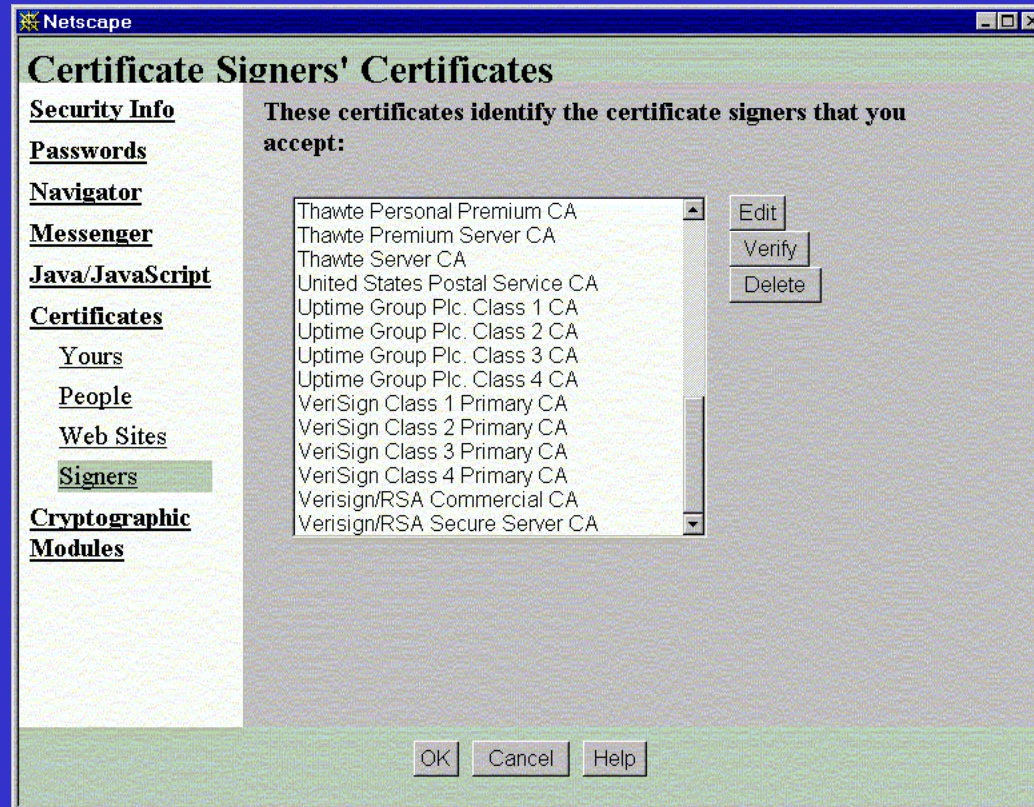 Netscape
Certificate Signers' Certificates
Security Info
Passwords
Navigator
Messenger
Java/JavaScript
Certificates
Yours
People
Web Sites
Signers
Cryptographic
Modules
These certificates identify the certificate signers that you
accept:
Thawte Personal Premium CA
Thawte Premium Server CA
Thawte Server CA
United States Postal Service CA
Uptime Group Plc. Class 1 CA
Uptime Group Plc. Class 2 CA
Uptime Group Plc. Class 3 CA
Uptime Group Plc. Class 4 CA
VeriSign Class 1 Primary CA
VeriSign Class 2 Primary CA
VeriSign Class 3 Primary CA
VeriSign Class 4 Primary CA
Verisign/RSA Commercial CA
Verisign/RSA Secure Server CA
Edit
Verify
Delete
OK Cancel Help